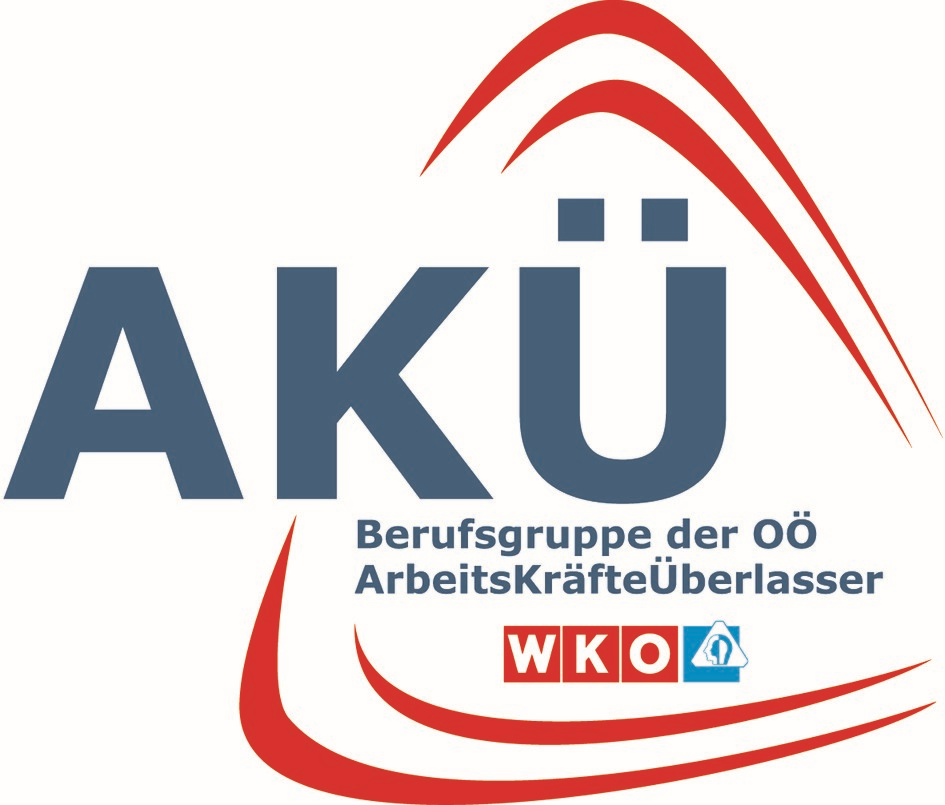 AKÜ
Berufsgruppe der OÖ
ArbeitsKräfteÜberlasser
WKO